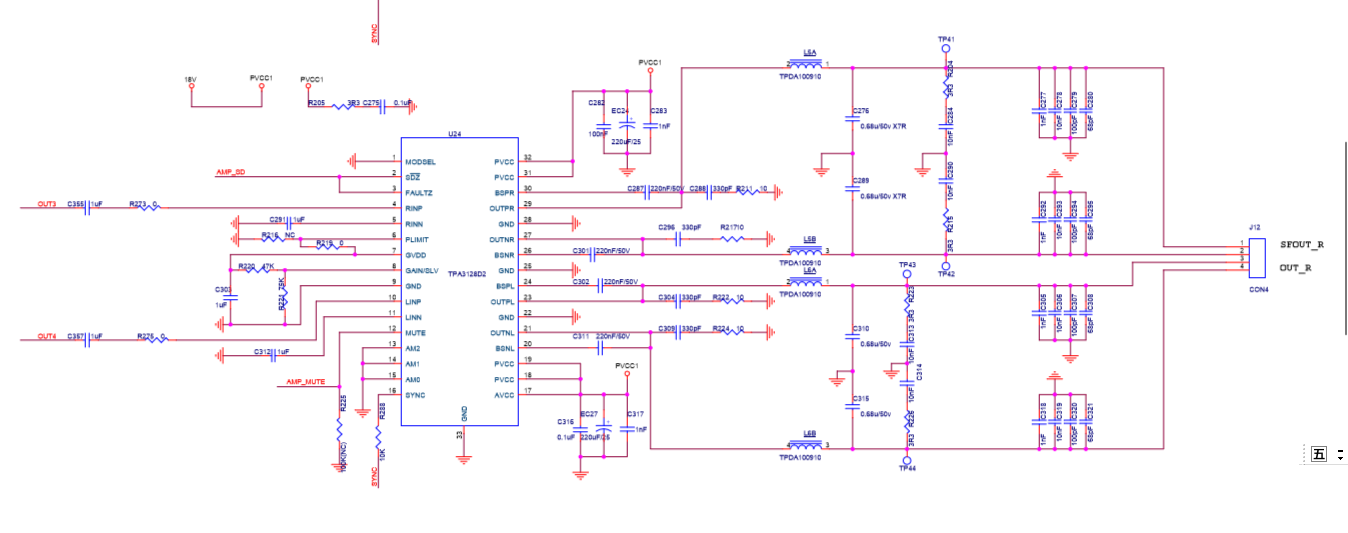 SYNC
18V
PVCC1
PVCC1
R205
3R3
C275
0.1uF
U24
TPA3128D2
1 MODSEL
2 SDZ
3 FAULTZ
4 RINP
5 RINN
6 PLIMIT
7 GVDD
8 GAIN/SLV
9 GND
10 LINP
11 LINN
12 MUTE
13 AM2
14 AM1
15 AM0
16 SYNC
GND
33
PVCC 32
PVCC 31
BSPR 30
OUTPR 29
GND 28
OUTNR 27
BSNR 26
GND 25
BSPL 24
OUTPL 23
GND 22
OUTNL 21
BSNL 20
PVCC 19
PVCC 18
AVCC 17
AMP_SD
OUT3
C355
1uF
R273
0
C291
1uF
R216
NC
R219
0
R220
47K
R221
75K
C303
1uF
OUT4
C357
1uF
R275
0
C312
1uF
AMP_MUTE
R225
100K(NC)
R288
10K
SYNC
PVCC1
C282
100nF
EC24
220uF/25
C283
1nF
C287
220nF/50V
C288
330pF
R211
10
C296
330pF
R217
10
C301
220nF/50V
C302
220nF/50V
C304
330pF
R222
10
C309
330pF
R224
10
C311
220nF/50V
PVCC1
C316
0.1uF
EC27
220uF/25
C317
1nF
L5A
2
1
TPDA100910
L5B
4
3
TPDA100910
L6A
2
1
TPDA100910
L6B
4
3
TPDA100910
C276
0.68u/50v X7R
C289
0.68u/50v X7R
C310
0.68u/50v
C315
0.68u/50v
TP41
R204
3R3
C284
10nF
C290
10nF
R215
3R3
TP42
TP43
R223
3R3
C313
10nF
C314
10nF
R226
3R3
TP44
C277
1nF
C278
10nF
C279
100pF
C280
68pF
C292
1nF
C293
10nF
C294
100pF
C295
68pF
C305
1nF
C306
10nF
C307
100pF
C308
68pF
C318
1nF
C319
10nF
C320
100pF
C321
68pF
J12
1
2
3
4
CON4
SFOUT_R
OUT_R
五